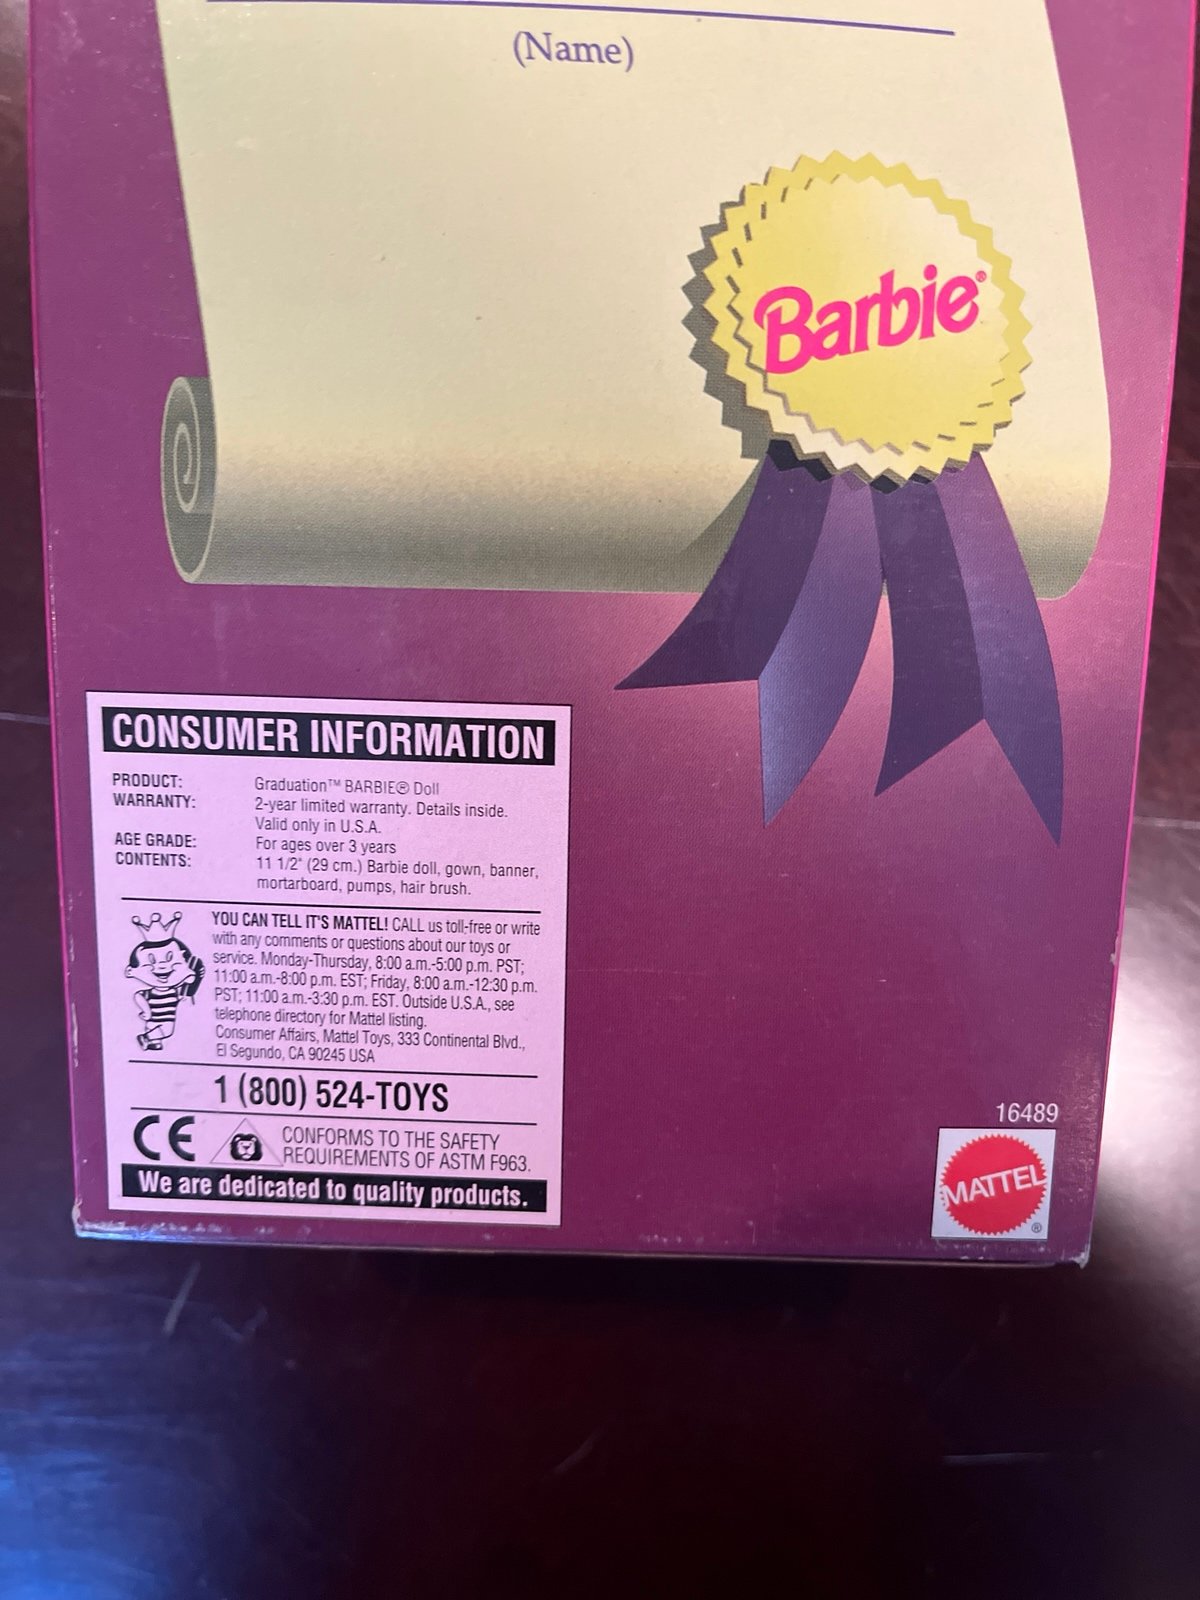 (Name)
Barbie®
CONSUMER INFORMATION
PRODUCT: Graduation™ BARBIE® Doll
WARRANTY: 2-year limited warranty. Details inside.
Valid only in U.S.A.
AGE GRADE: For ages over 3 years
CONTENTS: 11 1/2" (29 cm.) Barbie doll, gown, banner,
mortarboard, pumps, hair brush.
YOU CAN TELL IT'S MATTEL! CALL us toll-free or write
with any comments or questions about our toys or
service. Monday-Thursday, 8:00 a.m.-5:00 p.m. PST;
11:00 a.m.-8:00 p.m. EST; Friday, 8:00 a.m.-12:30 p.m.
PST; 11:00 a.m.-3:30 p.m. EST. Outside U.S.A., see
telephone directory for Mattel listing.
Consumer Affairs, Mattel Toys, 333 Continental Blvd.,
El Segundo, CA 90245 USA
1 (800) 524-TOYS
CE
CONFORMS TO THE SAFETY
REQUIREMENTS OF ASTM F963.
We are dedicated to quality products.
16489
MATTEL
®